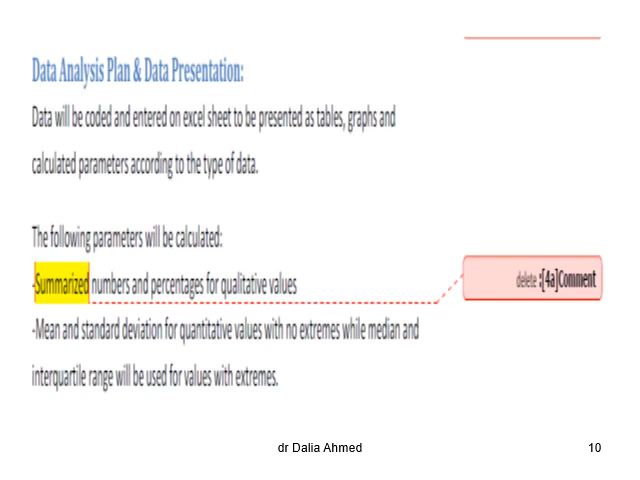 Data Analysis Plan & Data Presentation:
Data will be coded and entered on excel sheet to be presented as tables, graphs and
calculated parameters according to the type of data.
The following parameters will be calculated:
-Summarized numbers and percentages for qualitative values
delete :[4a]Comment
-Mean and standard deviation for quantitative values with no extremes while median and
interquartile range will be used for values with extremes.
dr Dalia Ahmed
10